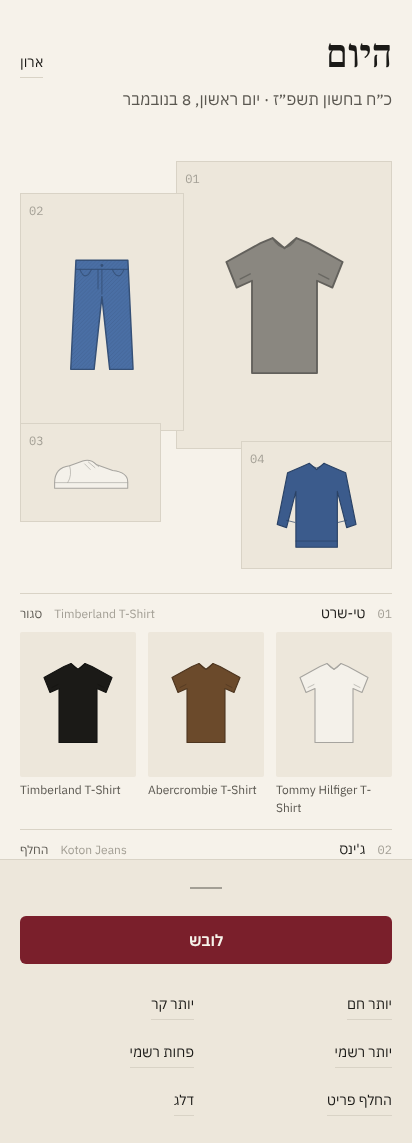 היום
ארון
כ״ח בחשוון תשפ״ז · יום ראשון, 8 בנובמבר
01
02
03
04
01 טי-שרט Timberland T-Shirt סגור
Tommy Hilfiger T-Shirt
Abercrombie T-Shirt
Timberland T-Shirt
02 ג'ינס Koton Jeans החלף
לובש
יותר חם
יותר קר
יותר רשמי
פחות רשמי
החלף פריט
דלג